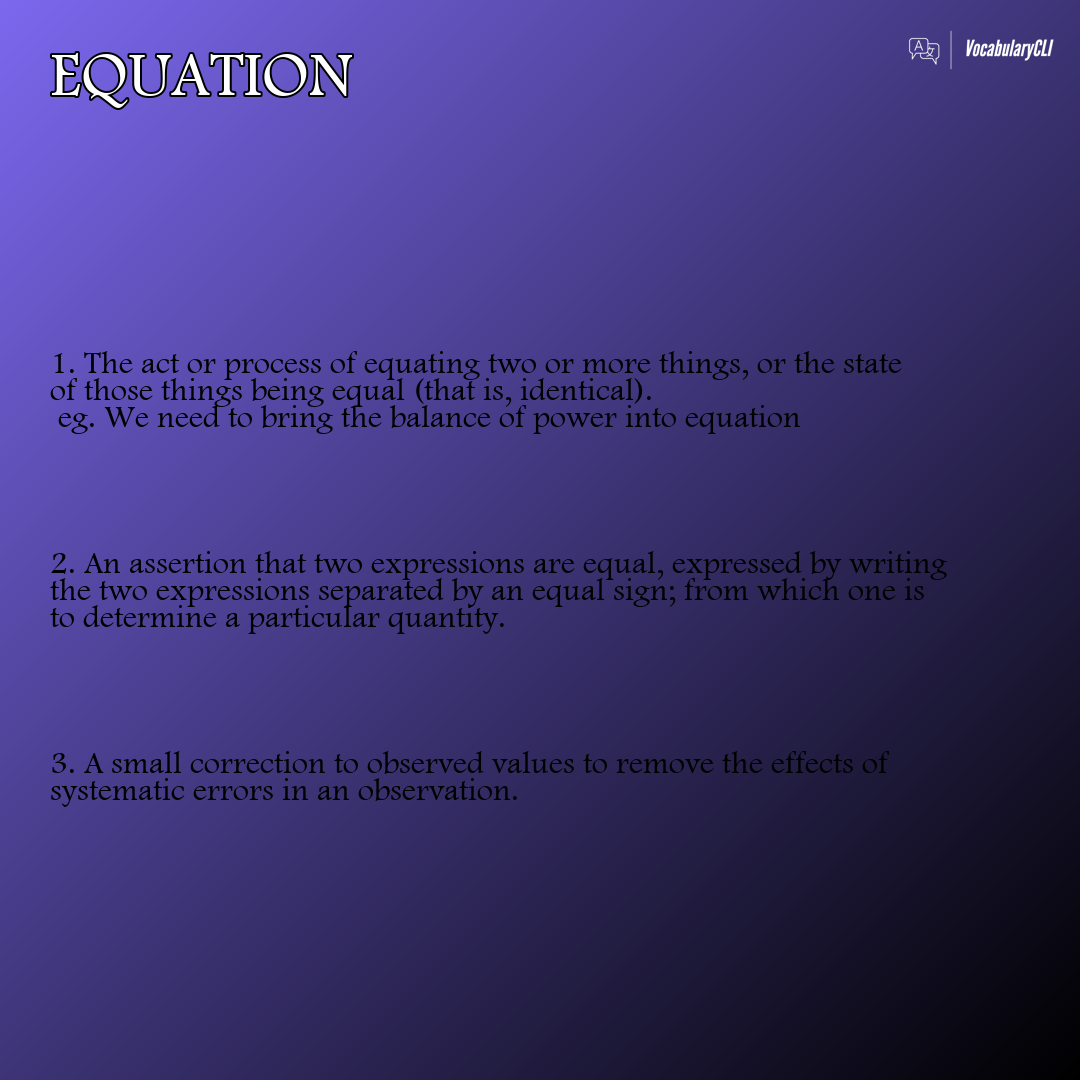 EQUATION
VocabularyCLI
1. The act or process of equating two or more things, or the state
of those things being equal (that is, identical).
eg. We need to bring the balance of power into equation
2. An assertion that two expressions are equal, expressed by writing
the two expressions separated by an equal sign; from which one is
to determine a particular quantity.
3. A small correction to observed values to remove the effects of
systematic errors in an observation.